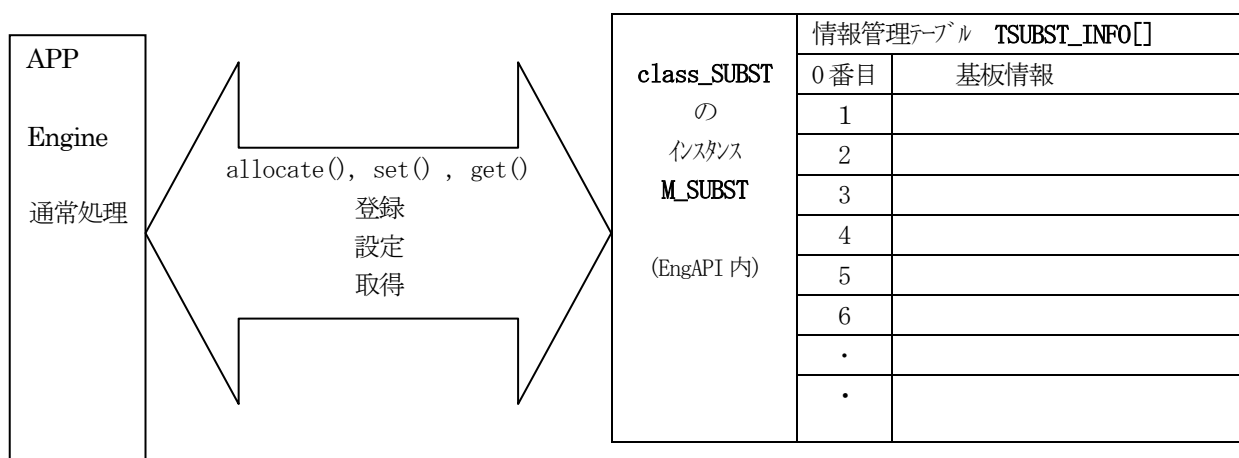 APP
Engine
通常処理
allocate(), set() , get()
登録
設定
取得
class_SUBST
の
インスタンス
M_SUBST
(EngAPI 内)
情報管理テーブル TSUBST_INFO[]
0番目 基板情報
1
2
3
4
5
6
・
・